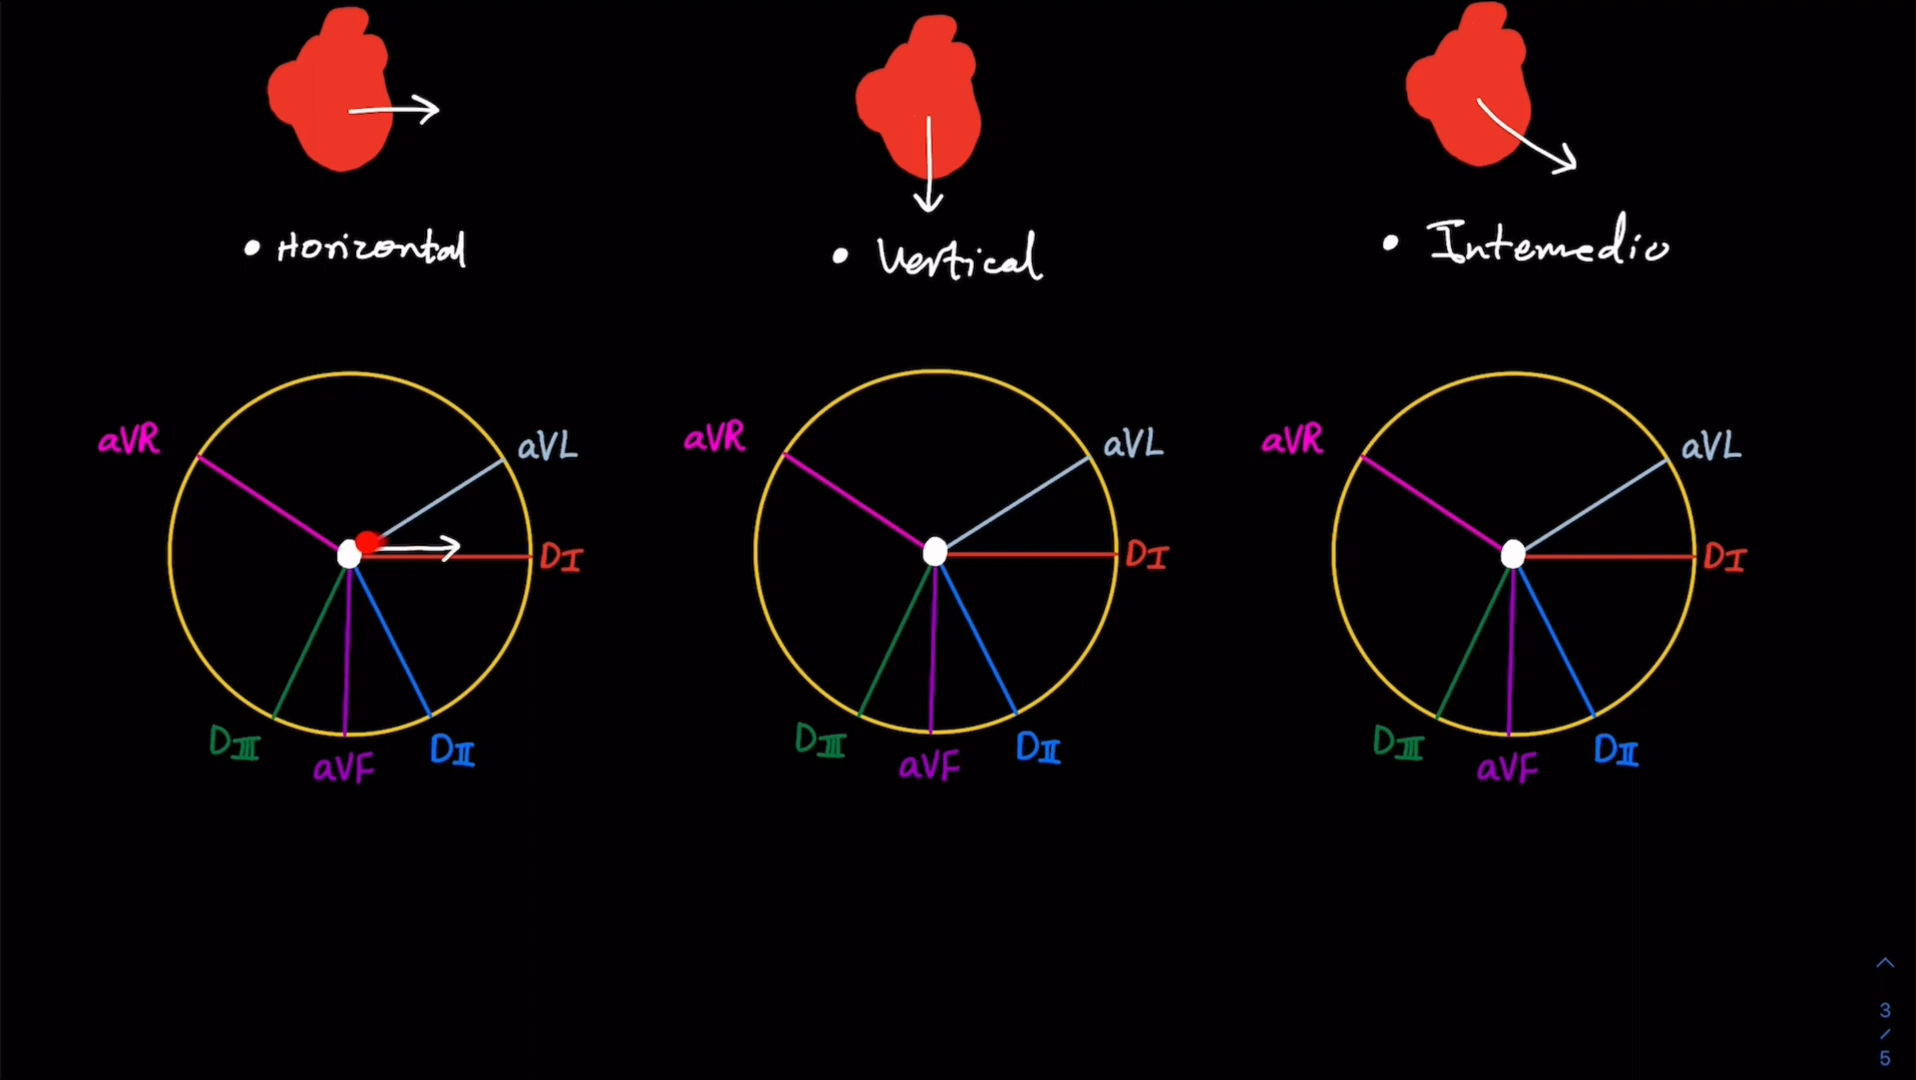 • Horizontal
• Vertical
• Intemedio
aVR
aVL
DI
DIII
aVF
DII
aVR
aVL
DI
DIII
aVF
DII
aVR
aVL
DI
DIII
aVF
DII
3
/
5